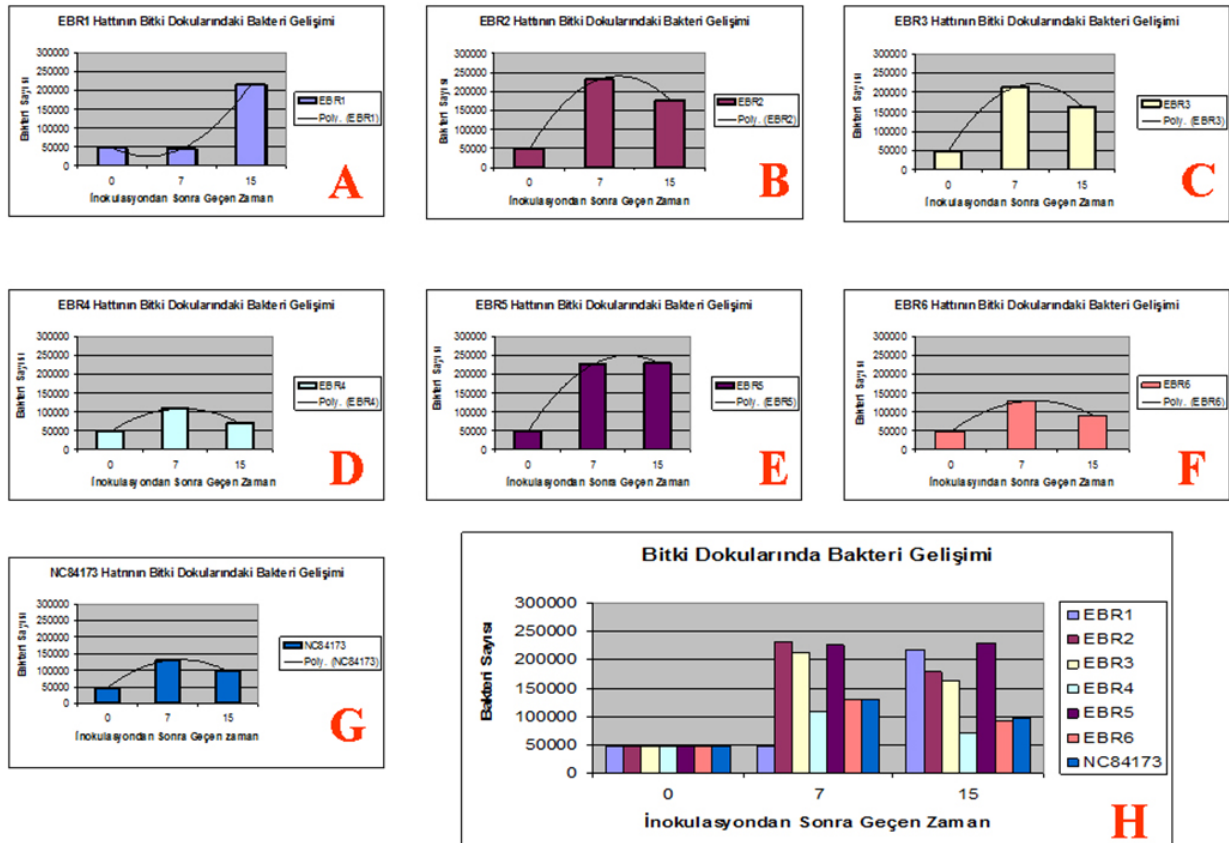 EBR1 Hattının Bitki Dokularındaki Bakteri Gelişimi
300000
250000
200000
150000
100000
50000
0
Bakteri Sayısı
0 7 15
İnokulasyondan Sonra Geçen Zaman
EBR1
Poly. (EBR1)
A
EBR2 Hattının Bitki Dokularındaki Bakteri Gelişimi
300000
250000
200000
150000
100000
50000
0
Bakteri Sayısı
0 7 15
İnokulasyondan Sonra Geçen Zaman
EBR2
Poly. (EBR2)
B
EBR3 Hattının Bitki Dokularındaki Bakteri Gelişimi
300000
250000
200000
150000
100000
50000
0
Bakteri Sayısı
0 7 15
İnokulasyondan Sonra Geçen Zaman
EBR3
Poly. (EBR3)
C
EBR4 Hattının Bitki Dokularındaki Bakteri Gelişimi
300000
250000
200000
150000
100000
50000
0
Bakteri Sayısı
0 7 15
İnokulasyondan Sonra Geçen Zaman
EBR4
Poly. (EBR4)
D
EBR5 Hattının Bitki Dokularındaki Bakteri Gelişimi
300000
250000
200000
150000
100000
50000
0
Bakteri Sayısı
0 7 15
İnokulasyondan Sonra Geçen Zaman
EBR5
Poly. (EBR5)
E
EBR6 Hattının Bitki Dokularındaki Bakteri Gelişimi
300000
250000
200000
150000
100000
50000
0
Bakteri Sayısı
0 7 15
İnokulasyondan Sonra Geçen Zaman
EBR6
Poly. (EBR6)
F
NC84173 Hatnının Bitki Dokularındaki Bakteri Gelişimi
300000
250000
200000
150000
100000
50000
0
Bakteri Sayısı
0 7 15
İnokulasyondan Sonra Geçen zaman
NC84173
Poly. (NC84173)
G
Bitki Dokularında Bakteri Gelişimi
300000
250000
200000
150000
100000
50000
0
Bakteri Sayısı
0 7 15
İnokulasyondan Sonra Geçen Zaman
EBR1
EBR2
EBR3
EBR4
EBR5
EBR6
NC84173
H